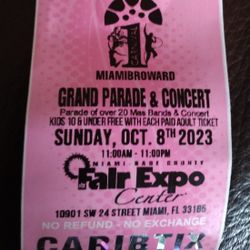 1
CARNIVAL
MIAMIBROWARD
GRAND PARADE & CONCERT
Parade of over 20 Mas Bands & Concert
KIDS 10 & UNDER FREE WITH EACH PAID ADULT TICKET
SUNDAY, OCT. 8TH 2023
11:00AM - 11:00PM
MIAMI-DADE COUNTY
Fair Expo
Center
10901 SW 24 STREET MIAMI, FL 33165
NO REFUND - NO EXCHANGE
CARIBTIX